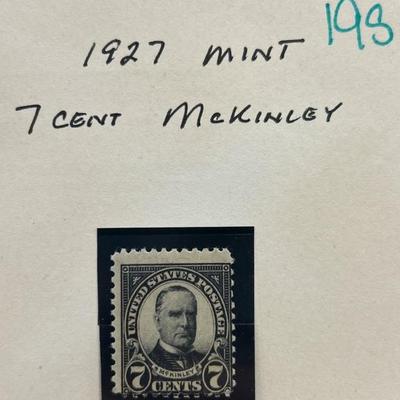 198
1927 MINT
7 CENT McKINLEY
UNITED STATES POSTAGE
McKINLEY
7 CENTS 7